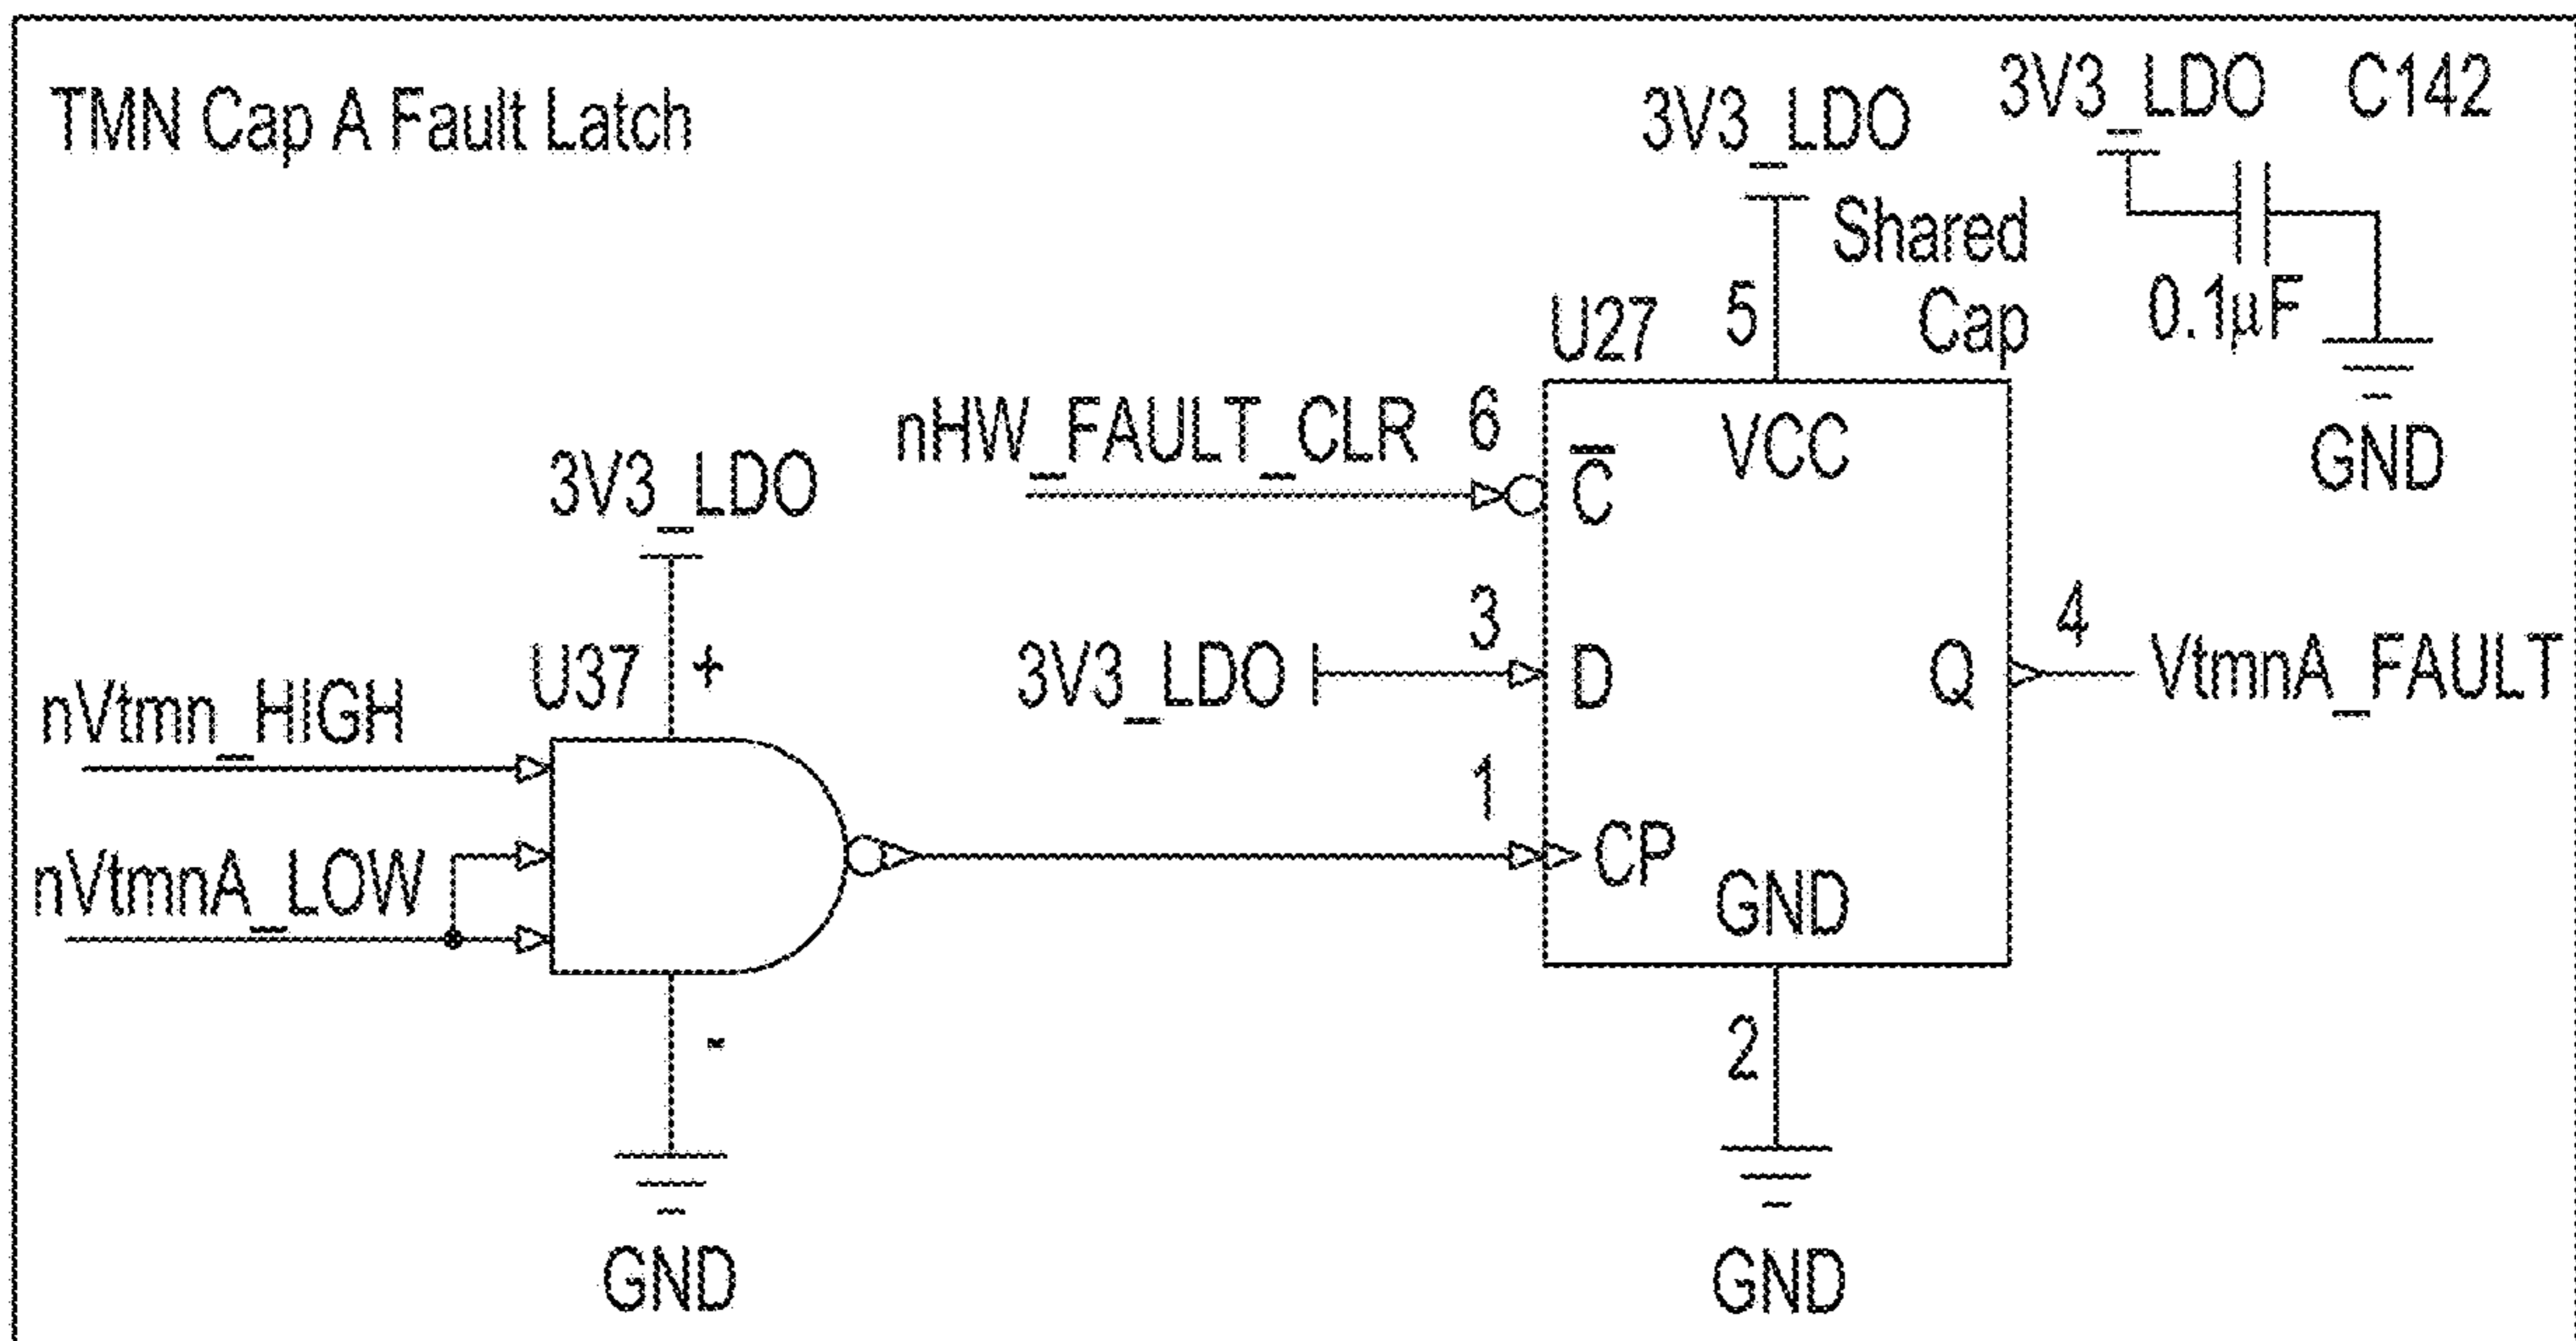 TMN Cap A Fault Latch
3V3_LDO C142
3V3_LDO
Shared
Cap
0.1µF
GND
U27 5
nHW_FAULT_CLR 6
C̅ VCC
3V3_LDO
U37 +
3
3V3_LDO D
Q 4 VtmnA_FAULT
nVtmn_HIGH
nVtmnA_LOW
1
CP
GND
-
2
GND
GND